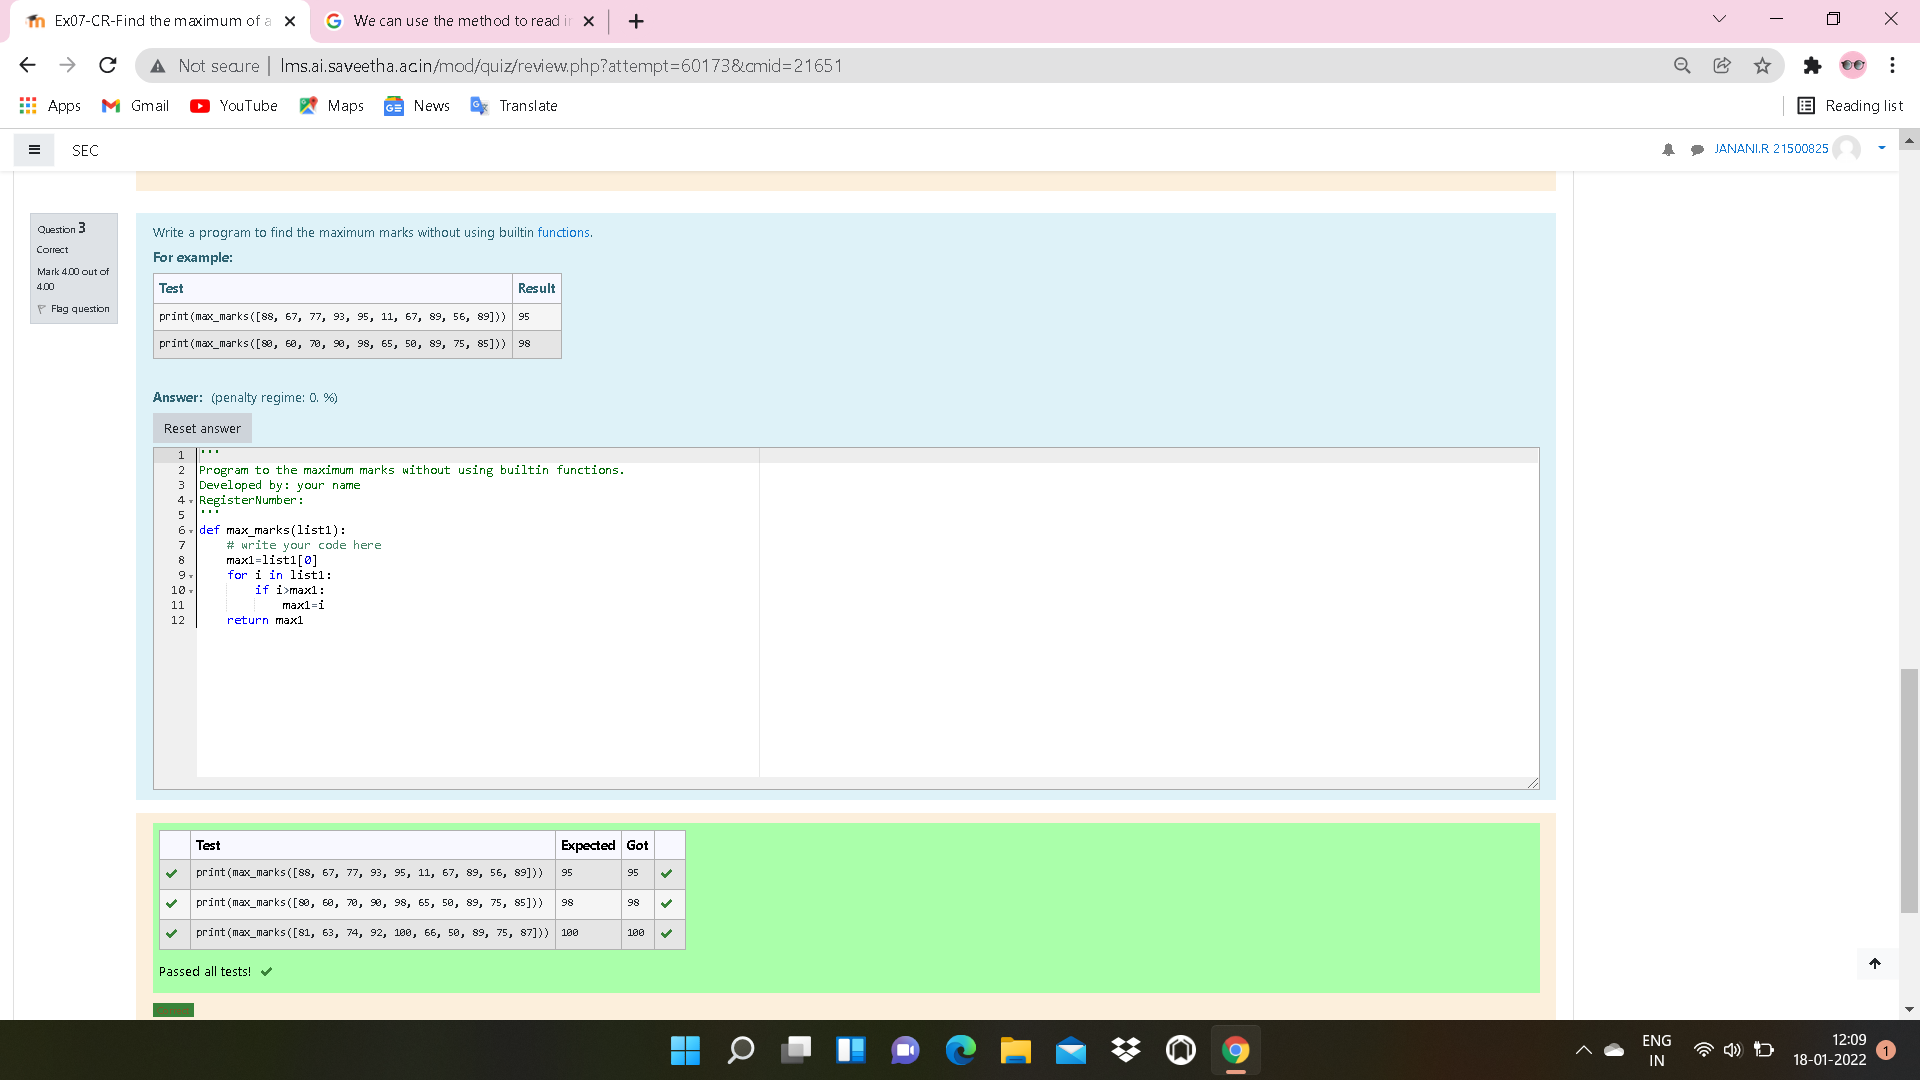 Ex07-CR-Find the maximum of a
We can use the method to read in
Not secure | lms.ai.saveetha.ac.in/mod/quiz/review.php?attempt=60173&cmid=21651
Apps Gmail YouTube Maps News Translate Reading list
SEC JANANI.R 21500825
Question 3
Correct
Mark 4.00 out of
4.00
Flag question
Write a program to find the maximum marks without using builtin functions.
For example:
Test Result
print(max_marks([88, 67, 77, 93, 95, 11, 67, 89, 56, 89])) 95
print(max_marks([80, 60, 70, 90, 98, 65, 50, 89, 75, 85])) 98
Answer: (penalty regime: 0. %)
Reset answer
1 '''
2 Program to the maximum marks without using builtin functions.
3 Developed by: your name
4 RegisterNumber:
5 '''
6 def max_marks(list1):
7     # write your code here
8     max1=list1[0]
9     for i in list1:
10         if i>max1:
11             max1=i
12     return max1
Test Expected Got
print(max_marks([88, 67, 77, 93, 95, 11, 67, 89, 56, 89])) 95 95
print(max_marks([80, 60, 70, 90, 98, 65, 50, 89, 75, 85])) 98 98
print(max_marks([81, 63, 74, 92, 100, 66, 50, 89, 75, 87])) 100 100
Passed all tests!
ENG
IN
12:09
18-01-2022
1